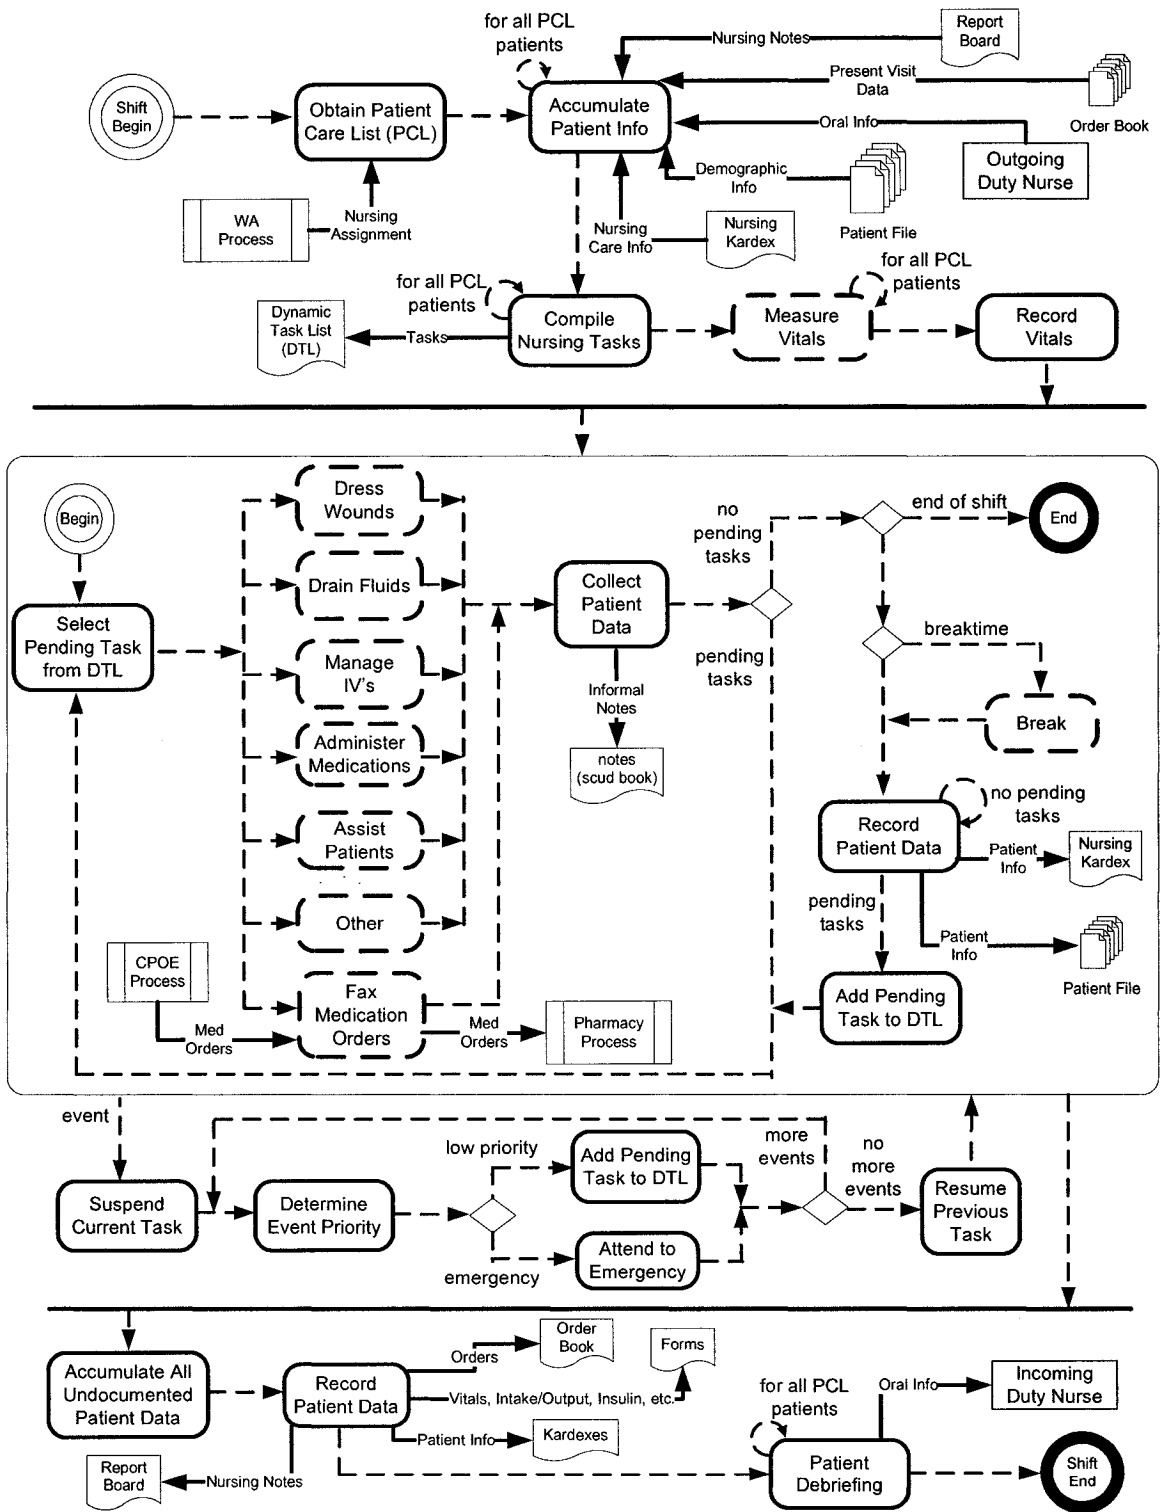 for all PCL
patients
Nursing Notes
Report
Board
Shift
Begin
Obtain Patient
Care List (PCL)
Accumulate
Patient Info
Present Visit
Data
Order Book
Oral Info
Outgoing
Duty Nurse
Demographic
Info
Patient File
WA
Process
Nursing
Assignment
Nursing
Care Info
Nursing
Kardex
for all PCL
patients
for all PCL
patients
Dynamic
Task List
(DTL)
Tasks
Compile
Nursing Tasks
Measure
Vitals
Record
Vitals
Begin
Select
Pending Task
from DTL
Dress
Wounds
Drain Fluids
Manage
IV's
Administer
Medications
Assist
Patients
Other
Fax
Medication
Orders
CPOE
Process
Med
Orders
Med
Orders
Pharmacy
Process
Collect
Patient
Data
Informal
Notes
notes
(scud book)
no
pending
tasks
pending
tasks
end of shift
End
breaktime
Break
no pending
tasks
Record
Patient Data
Patient
Info
Nursing
Kardex
pending
tasks
Patient
Info
Patient File
Add Pending
Task to DTL
event
Suspend
Current Task
Determine
Event Priority
low priority
emergency
Add Pending
Task to DTL
Attend to
Emergency
more
events
no
more
events
Resume
Previous
Task
Accumulate All
Undocumented
Patient Data
Record
Patient Data
Orders
Order
Book
Forms
Vitals, Intake/Output, Insulin, etc.
Patient Info
Kardexes
Report
Board
Nursing Notes
for all PCL
patients
Oral Info
Incoming
Duty Nurse
Patient
Debriefing
Shift
End